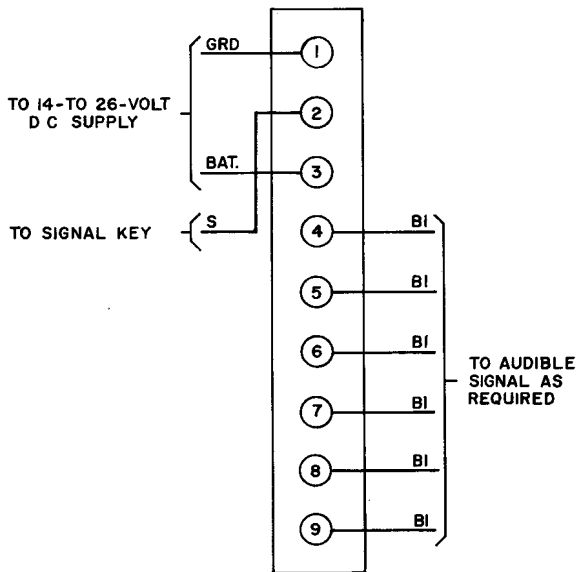 GRD
1
TO 14-TO 26-VOLT
D C SUPPLY
2
BAT.
3
TO SIGNAL KEY
S
4
BI
5
BI
6
BI
TO AUDIBLE
SIGNAL AS
REQUIRED
7
BI
8
BI
9
BI